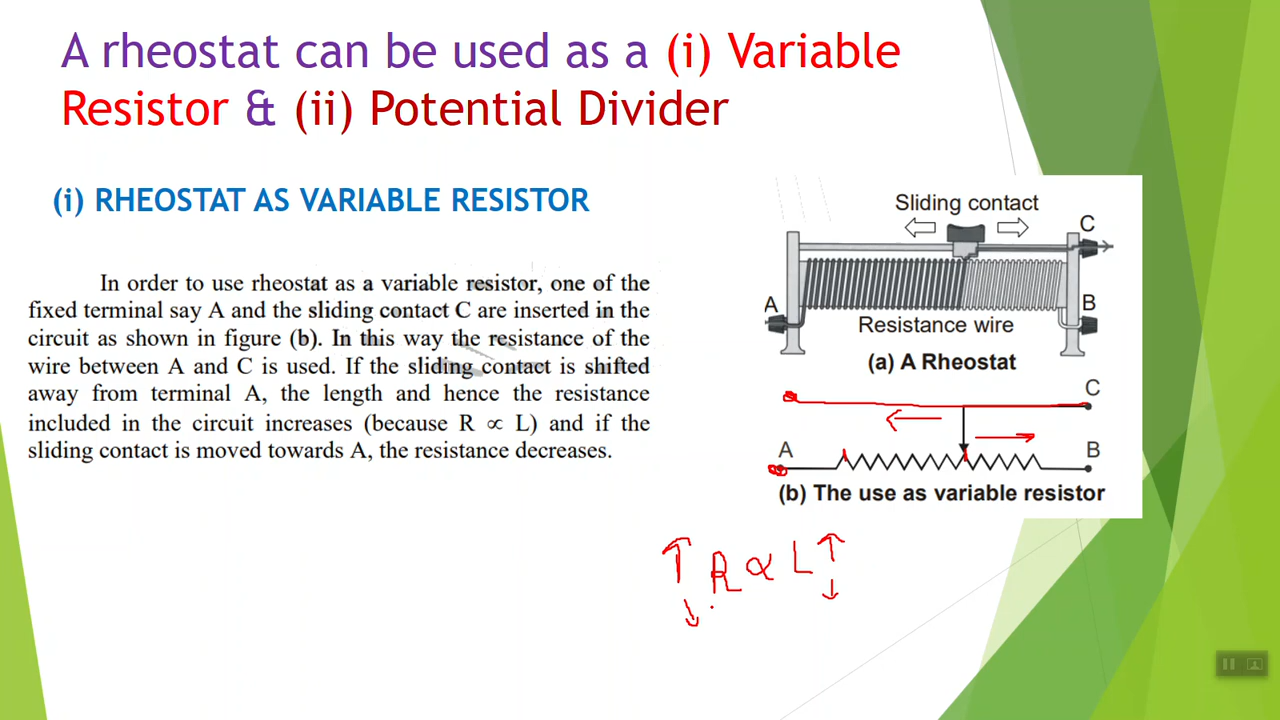 A rheostat can be used as a (i) Variable
Resistor & (ii) Potential Divider
(i) RHEOSTAT AS VARIABLE RESISTOR
In order to use rheostat as a variable resistor, one of the
fixed terminal say A and the sliding contact C are inserted in the
circuit as shown in figure (b). In this way the resistance of the
wire between A and C is used. If the sliding contact is shifted
away from terminal A, the length and hence the resistance
included in the circuit increases (because R ∝ L) and if the
sliding contact is moved towards A, the resistance decreases.
Sliding contact
C
A
B
Resistance wire
(a) A Rheostat
C
A
B
(b) The use as variable resistor
↑ R ∝ L ↑
↓ ↓